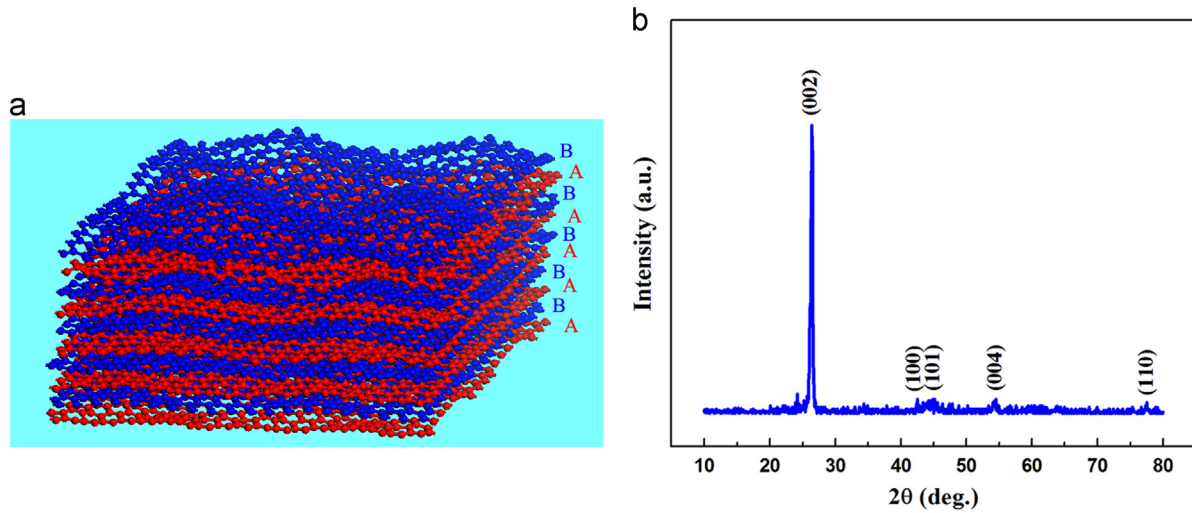 a
B
A
B
A
B
A
B
A
B
A
b
Intensity (a.u.)
(002)
(100)
(101)
(004)
(110)
10 20 30 40 50 60 70 80
2θ (deg.)